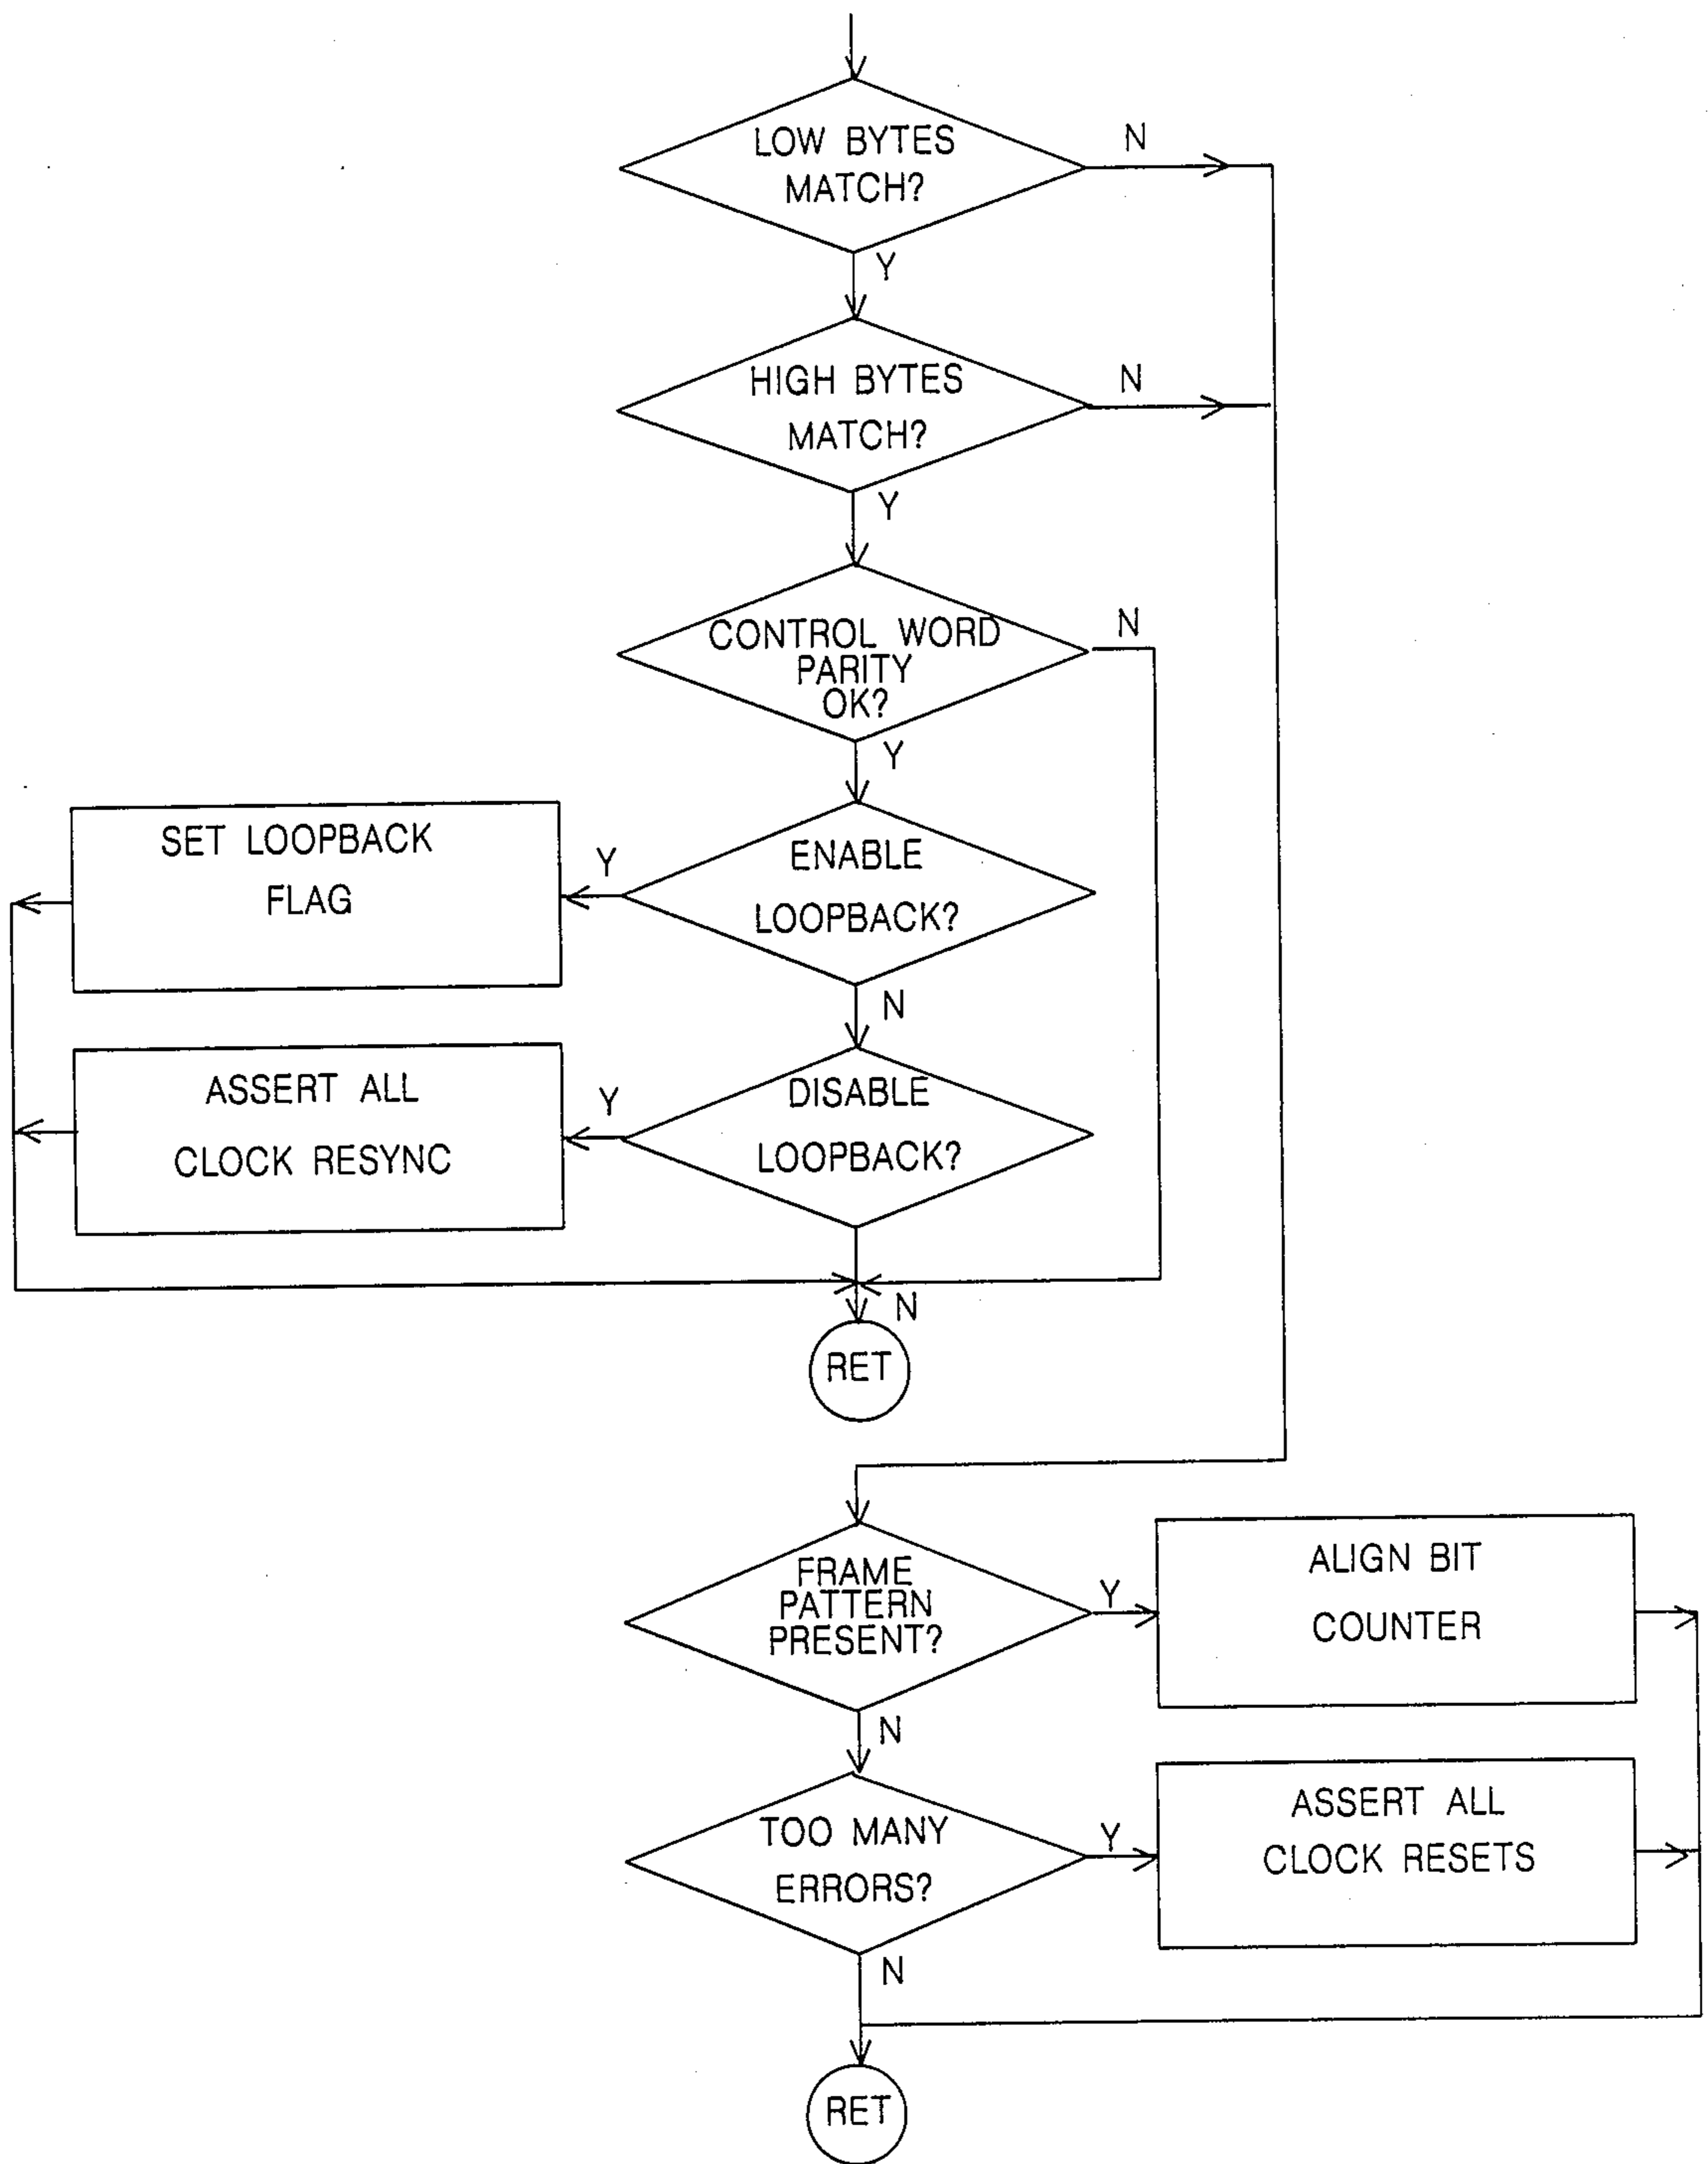 LOW BYTES
MATCH?
N
Y
HIGH BYTES
MATCH?
N
Y
CONTROL WORD
PARITY
OK?
N
Y
SET LOOPBACK
FLAG
Y
ENABLE
LOOPBACK?
N
ASSERT ALL
CLOCK RESYNC
Y
DISABLE
LOOPBACK?
N
RET
FRAME
PATTERN
PRESENT?
Y
ALIGN BIT
COUNTER
N
TOO MANY
ERRORS?
Y
ASSERT ALL
CLOCK RESETS
N
RET